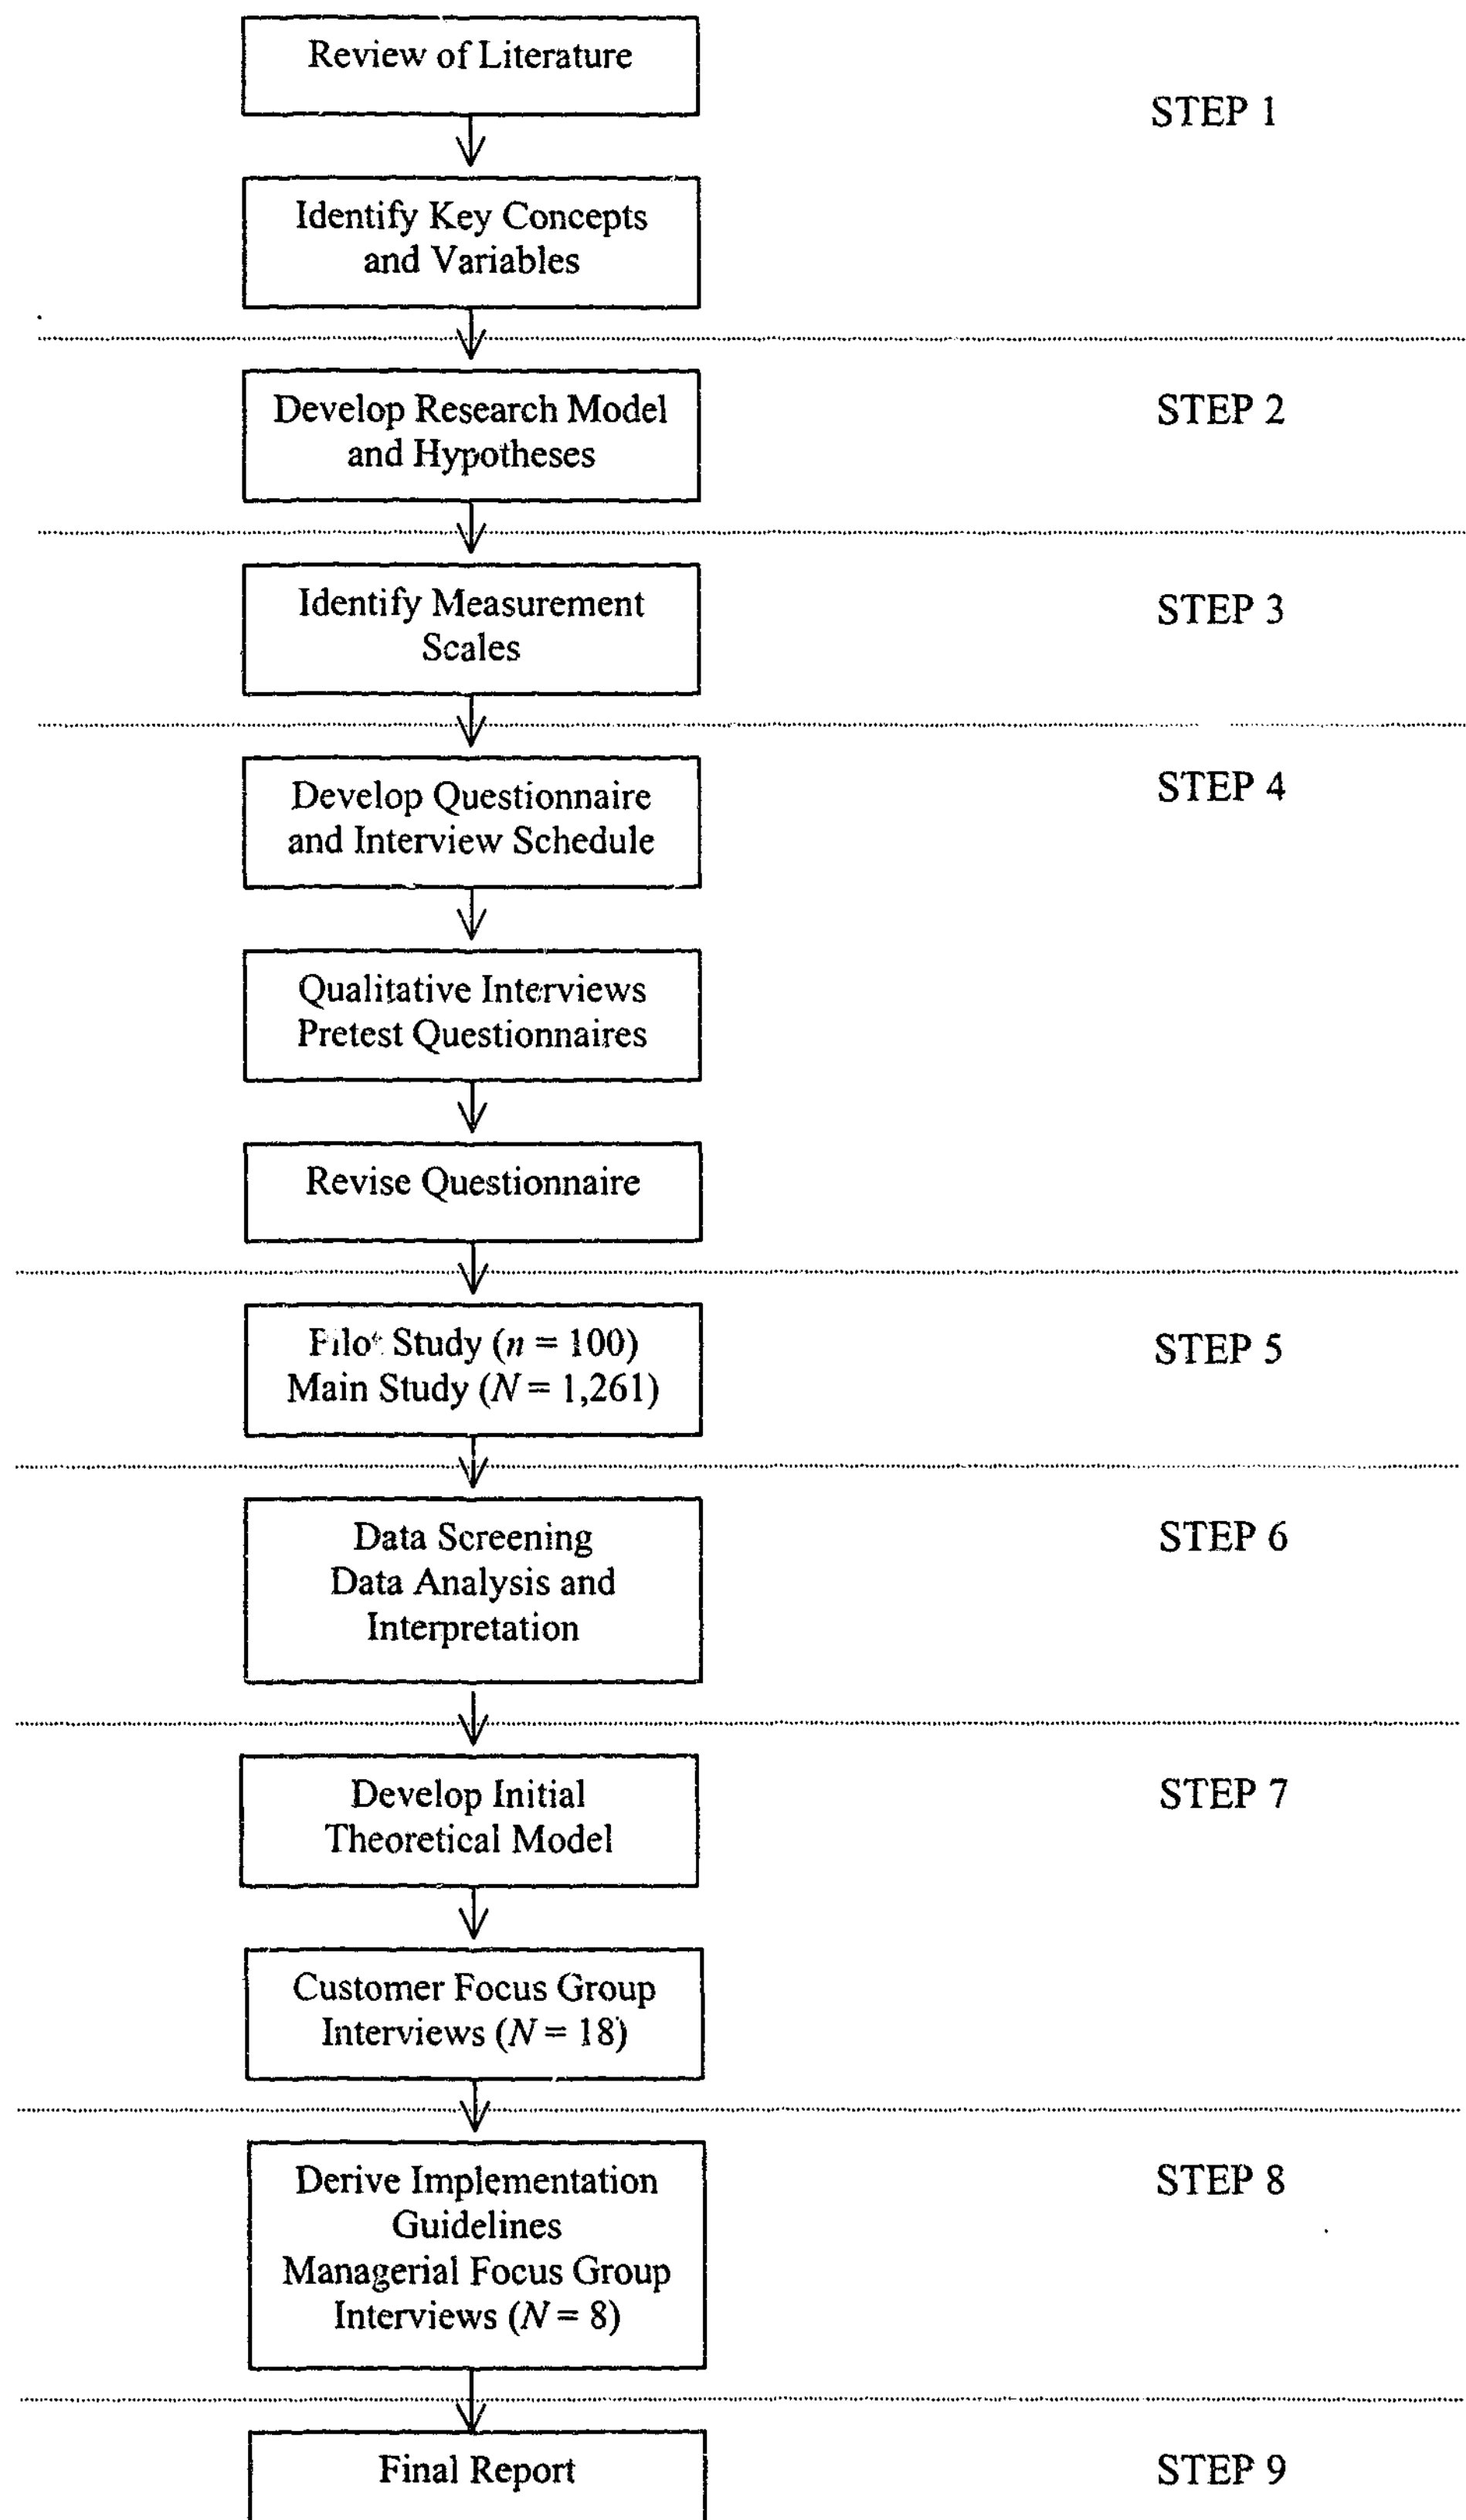 Review of Literature
STEP 1
Identify Key Concepts
and Variables
Develop Research Model
and Hypotheses
STEP 2
Identify Measurement
Scales
STEP 3
Develop Questionnaire
and Interview Schedule
STEP 4
Qualitative Interviews
Pretest Questionnaires
Revise Questionnaire
Pilot Study (n = 100)
Main Study (N = 1,261)
STEP 5
Data Screening
Data Analysis and
Interpretation
STEP 6
Develop Initial
Theoretical Model
STEP 7
Customer Focus Group
Interviews (N = 18)
Derive Implementation
Guidelines
Managerial Focus Group
Interviews (N = 8)
STEP 8
Final Report
STEP 9